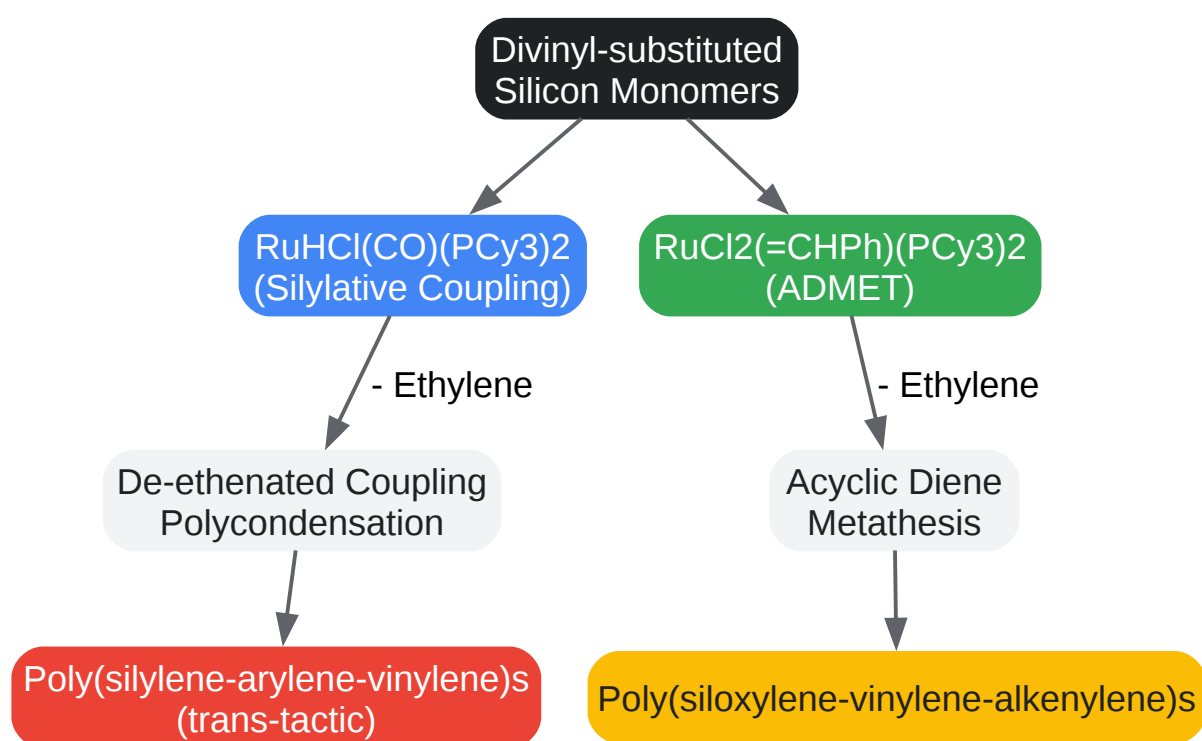 Divinyl-substituted
Silicon Monomers
RuHCl(CO)(PCy3)2
(Silylative Coupling)
RuCl2(=CHPh)(PCy3)2
(ADMET)
- Ethylene
- Ethylene
De-ethenated Coupling
Polycondensation
Acyclic Diene
Metathesis
Poly(silylene-arylene-vinylene)s
(trans-tactic)
Poly(siloxylene-vinylene-alkenylene)s